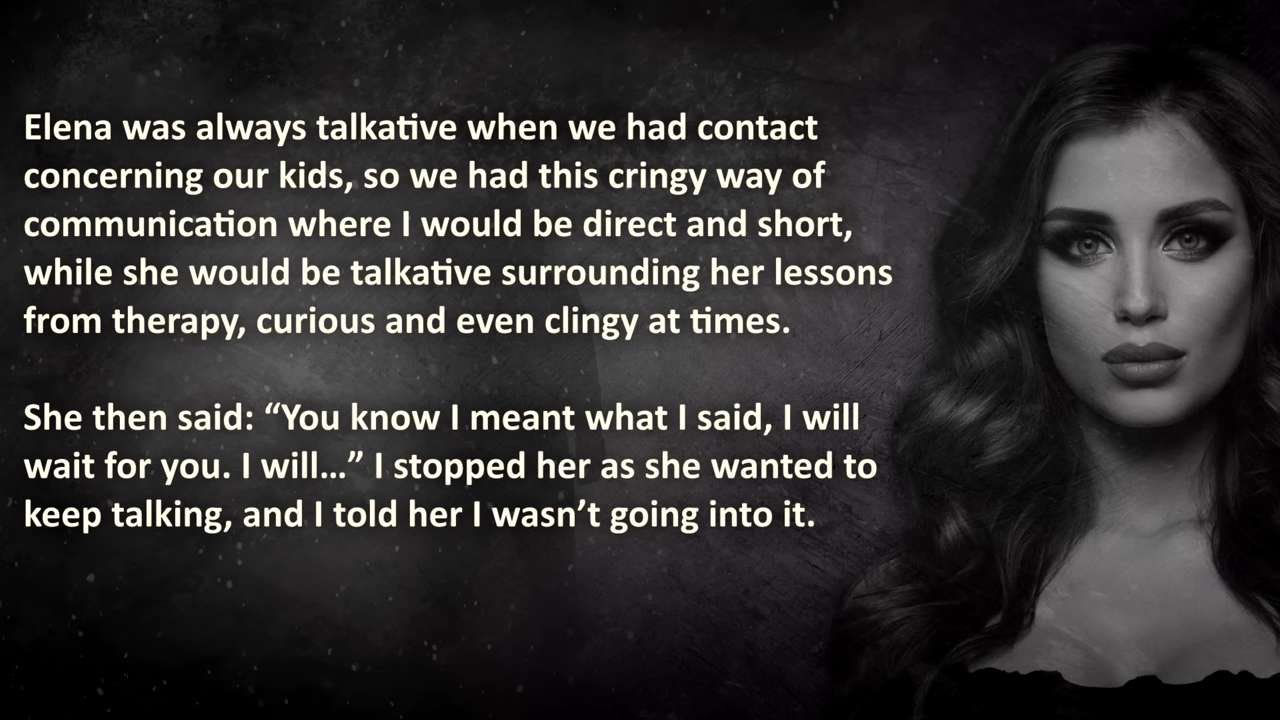 Elena was always talkative when we had contact
concerning our kids, so we had this cringy way of
communication where I would be direct and short,
while she would be talkative surrounding her lessons
from therapy, curious and even clingy at times.
She then said: “You know I meant what I said, I will
wait for you. I will…” I stopped her as she wanted to
keep talking, and I told her I wasn’t going into it.